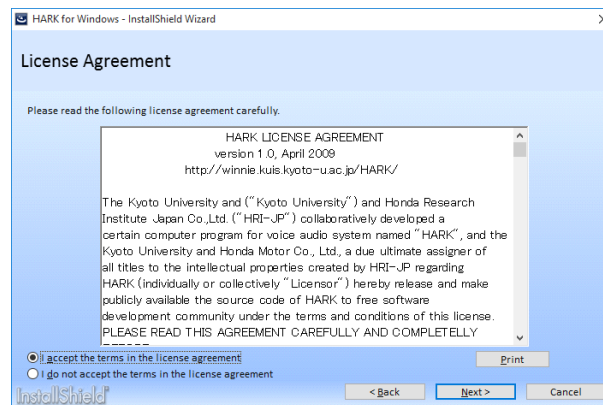 HARK for Windows - InstallShield Wizard
License Agreement
Please read the following license agreement carefully.
HARK LICENSE AGREEMENT
version 1.0, April 2009
http://winnie.kuis.kyoto-u.ac.jp/HARK/
The Kyoto University and ("Kyoto University") and Honda Research
Institute Japan Co.,Ltd. ("HRI-JP") collaboratively developed a
certain computer program for voice audio system named "HARK", and the
Kyoto University and Honda Motor Co., Ltd., a due ultimate assigner of
all titles to the intellectual properties created by HRI-JP regarding
HARK (individually or collectively "Licensor") hereby release and make
publicly available the source code of HARK to free software
development community under the terms and conditions of this license.
PLEASE READ THIS AGREEMENT CAREFULLY AND COMPLETELLY
I accept the terms in the license agreement
Print
I do not accept the terms in the license agreement
InstallShield
< Back
Next >
Cancel